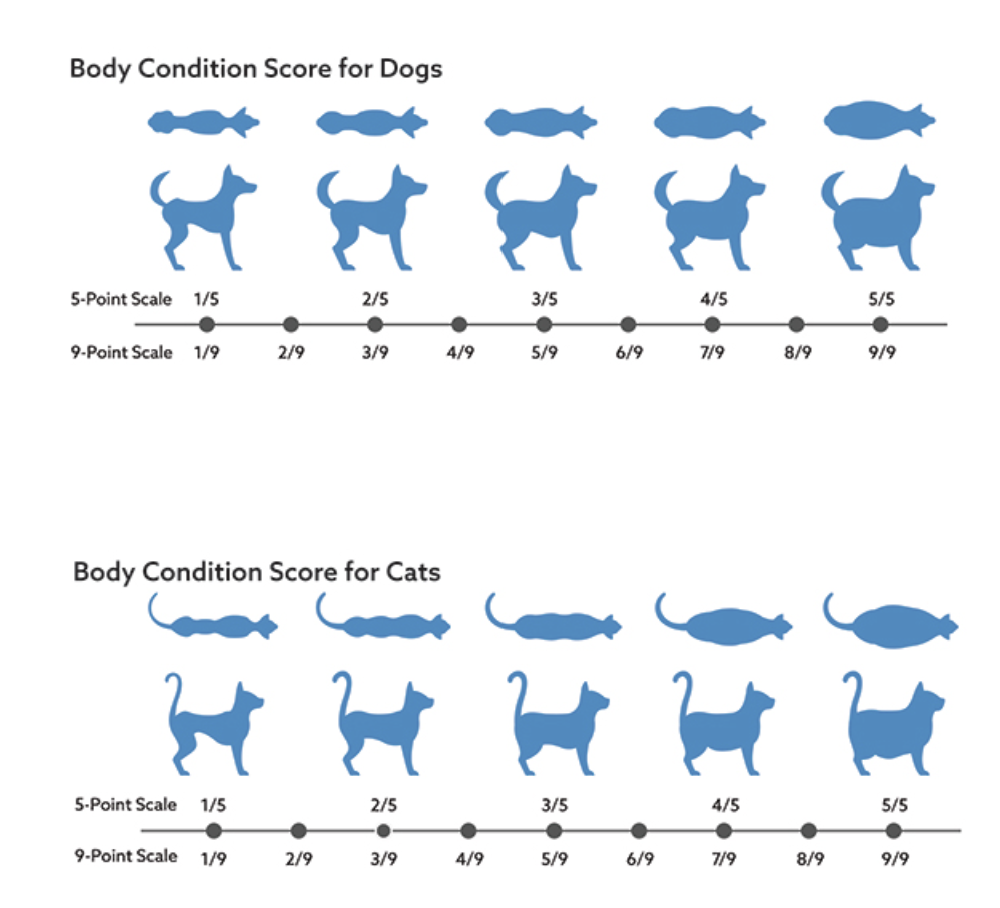 Body Condition Score for Dogs
5-Point Scale 1/5 2/5 3/5 4/5 5/5
9-Point Scale 1/9 2/9 3/9 4/9 5/9 6/9 7/9 8/9 9/9
Body Condition Score for Cats
5-Point Scale 1/5 2/5 3/5 4/5 5/5
9-Point Scale 1/9 2/9 3/9 4/9 5/9 6/9 7/9 8/9 9/9